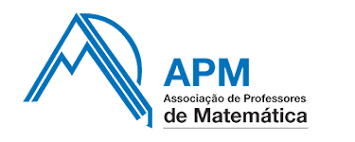 APM
Associação de Professores
de Matemática